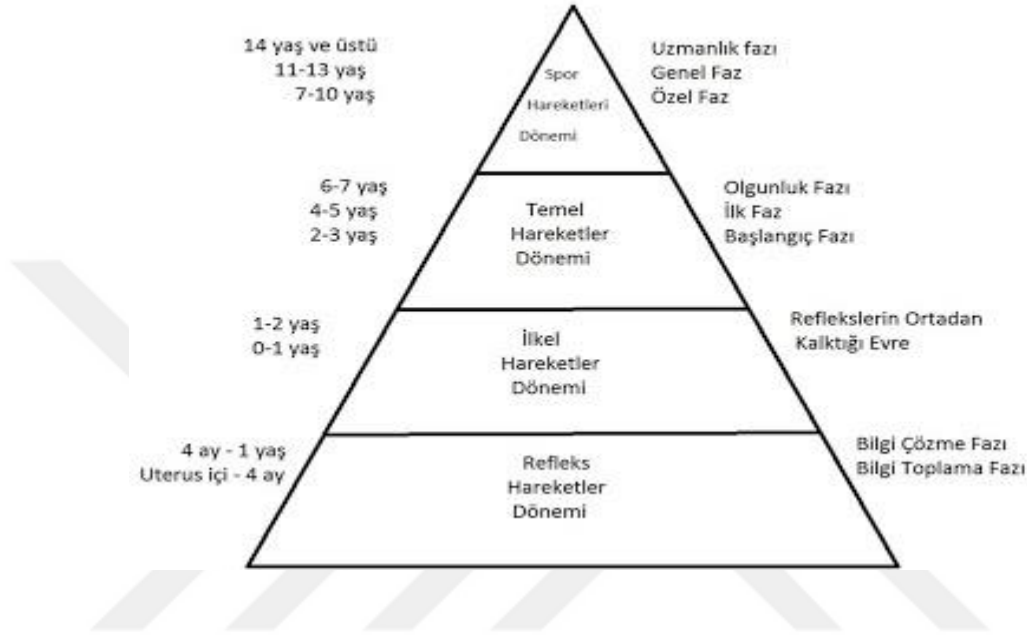 14 yaş ve üstü
11-13 yaş
7-10 yaş
Spor
Hareketleri
Dönemi
Uzmanlık fazı
Genel Faz
Özel Faz
6-7 yaş
4-5 yaş
2-3 yaş
Temel
Hareketler
Dönemi
Olgunluk Fazı
İlk Faz
Başlangıç Fazı
1-2 yaş
0-1 yaş
İlkel
Hareketler
Dönemi
Reflekslerin Ortadan
Kalktığı Evre
4 ay - 1 yaş
Uterus içi - 4 ay
Refleks
Hareketler
Dönemi
Bilgi Çözme Fazı
Bilgi Toplama Fazı